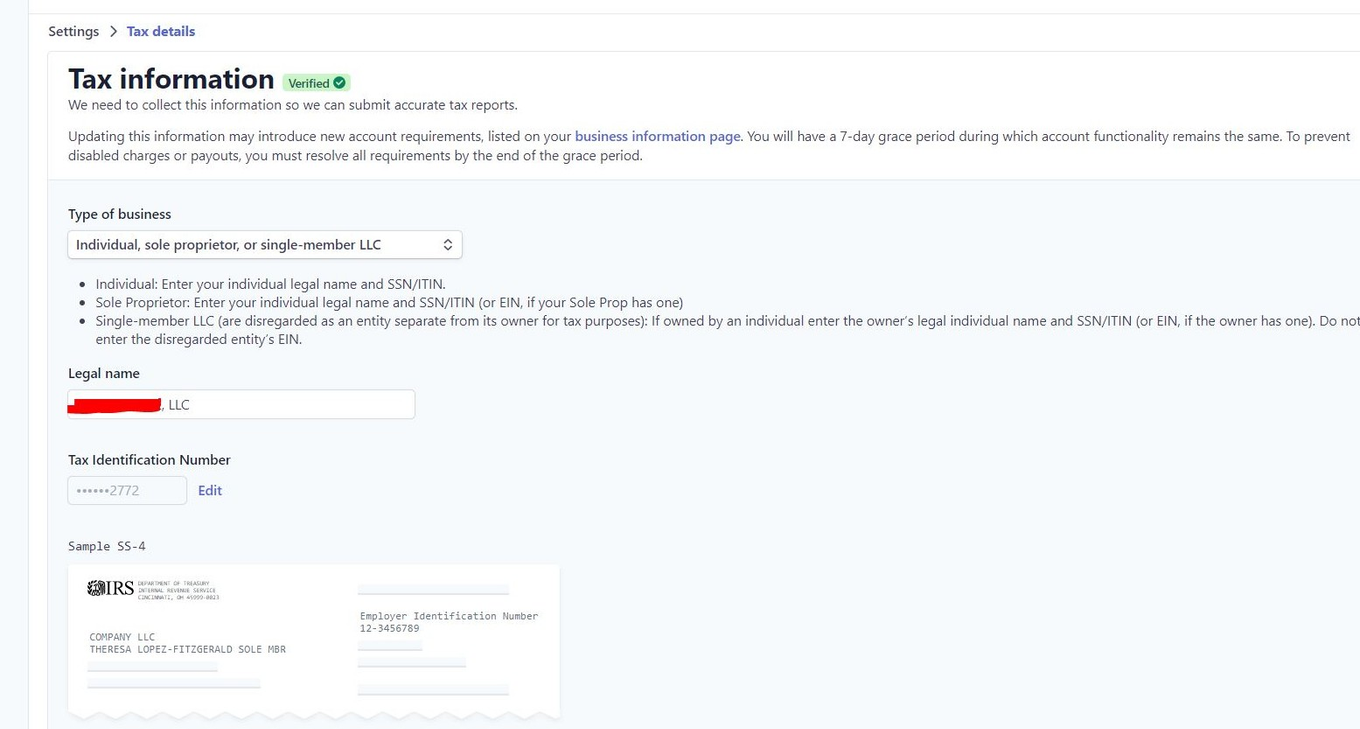 Settings > Tax details
Tax information Verified
We need to collect this information so we can submit accurate tax reports.
Updating this information may introduce new account requirements, listed on your business information page. You will have a 7-day grace period during which account functionality remains the same. To prevent
disabled charges or payouts, you must resolve all requirements by the end of the grace period.
Type of business
Individual, sole proprietor, or single-member LLC
• Individual: Enter your individual legal name and SSN/ITIN.
• Sole Proprietor: Enter your individual legal name and SSN/ITIN (or EIN, if your Sole Prop has one)
• Single-member LLC (are disregarded as an entity separate from its owner for tax purposes): If owned by an individual enter the owner's legal individual name and SSN/ITIN (or EIN, if the owner has one). Do not
enter the disregarded entity's EIN.
Legal name
, LLC
Tax Identification Number
••••••2772 Edit
Sample SS-4
IRS
DEPARTMENT OF TREASURY
INTERNAL REVENUE SERVICE
CINCINNATI, OH 45999-0023
Employer Identification Number
12-3456789
COMPANY LLC
THERESA LOPEZ-FITZGERALD SOLE MBR